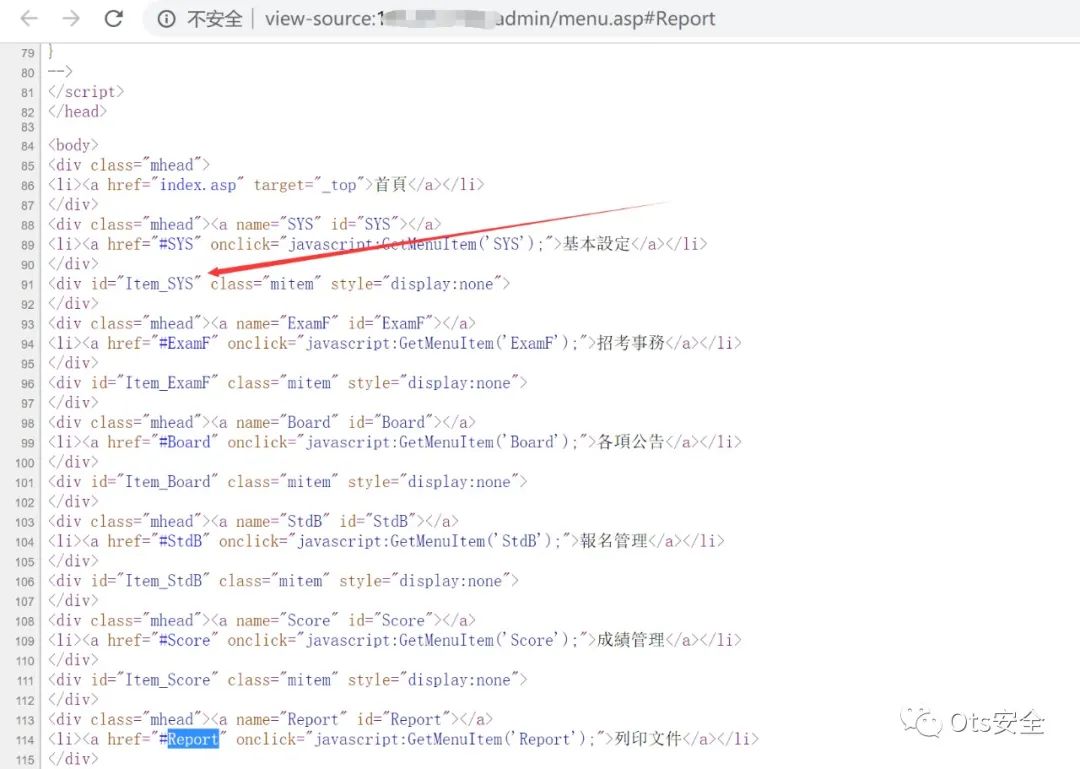 不安全 | view-source:1 admin/menu.asp#Report
79 }
80 -->
81 </script>
82 </head>
83
84 <body>
85 <div class="mhead">
86 <li><a href="index.asp" target="_top">首頁</a></li>
87 </div>
88 <div class="mhead"><a name="SYS" id="SYS"></a>
89 <li><a href="#SYS" onclick="javascript:GetMenuItem('SYS');">基本設定</a></li>
90 </div>
91 <div id="Item_SYS" class="mitem" style="display:none">
92 </div>
93 <div class="mhead"><a name="ExamF" id="ExamF"></a>
94 <li><a href="#ExamF" onclick="javascript:GetMenuItem('ExamF');">招考事務</a></li>
95 </div>
96 <div id="Item_ExamF" class="mitem" style="display:none">
97 </div>
98 <div class="mhead"><a name="Board" id="Board"></a>
99 <li><a href="#Board" onclick="javascript:GetMenuItem('Board');">各項公告</a></li>
100 </div>
101 <div id="Item_Board" class="mitem" style="display:none">
102 </div>
103 <div class="mhead"><a name="StdB" id="StdB"></a>
104 <li><a href="#StdB" onclick="javascript:GetMenuItem('StdB');">報名管理</a></li>
105 </div>
106 <div id="Item_StdB" class="mitem" style="display:none">
107 </div>
108 <div class="mhead"><a name="Score" id="Score"></a>
109 <li><a href="#Score" onclick="javascript:GetMenuItem('Score');">成績管理</a></li>
110 </div>
111 <div id="Item_Score" class="mitem" style="display:none">
112 </div>
113 <div class="mhead"><a name="Report" id="Report"></a>
114 <li><a href="#Report" onclick="javascript:GetMenuItem('Report');">列印文件</a></li>
115 </div>
Ots安全